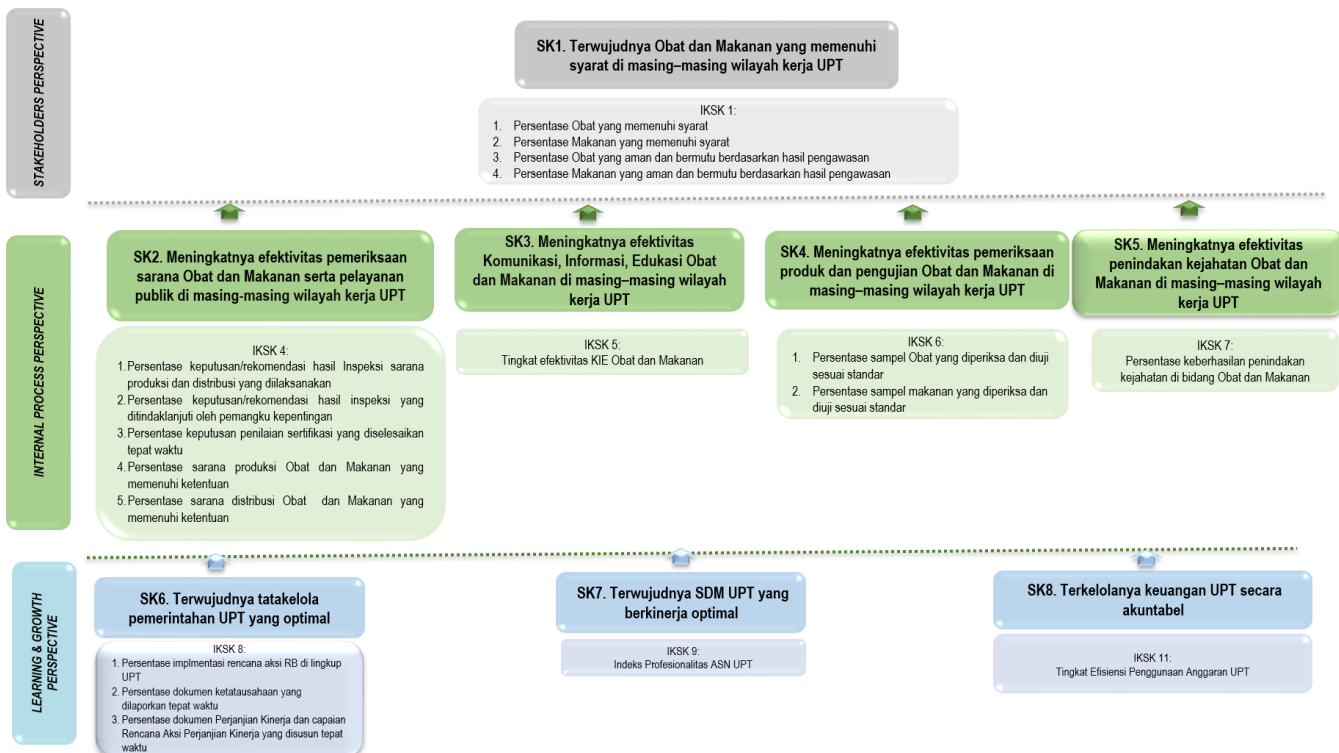 STAKEHOLDERS PERSPECTIVE
SK1. Terwujudnya Obat dan Makanan yang memenuhi
syarat di masing–masing wilayah kerja UPT
IKSK 1:
1. Persentase Obat yang memenuhi syarat
2. Persentase Makanan yang memenuhi syarat
3. Persentase Obat yang aman dan bermutu berdasarkan hasil pengawasan
4. Persentase Makanan yang aman dan bermutu berdasarkan hasil pengawasan
INTERNAL PROCESS PERSPECTIVE
SK2. Meningkatnya efektivitas pemeriksaan
sarana Obat dan Makanan serta pelayanan
publik di masing-masing wilayah kerja UPT
IKSK 4:
1. Persentase keputusan/rekomendasi hasil Inspeksi sarana
produksi dan distribusi yang diilaksanakan
2. Persentase keputusan/rekomendasi hasil inspeksi yang
ditindaklanjuti oleh pemangku kepentingan
3. Persentase keputusan penilaian sertifikasi yang diselesaikan
tepat waktu
4. Persentase sarana produksi Obat dan Makanan yang
memenuhi ketentuan
5. Persentase sarana distribusi Obat dan Makanan yang
memenuhi ketentuan
SK3. Meningkatnya efektivitas
Komunikasi, Informasi, Edukasi Obat
dan Makanan di masing–masing wilayah
kerja UPT
IKSK 5:
Tingkat efektivitas KIE Obat dan Makanan
SK4. Meningkatnya efektivitas pemeriksaan
produk dan pengujian Obat dan Makanan di
masing–masing wilayah kerja UPT
IKSK 6:
1. Persentase sampel Obat yang diperiksa dan diuji
sesuai standar
2. Persentase sampel makanan yang diperiksa dan
diuji sesuai standar
SK5. Meningkatnya efektivitas
penindakan kejahatan Obat dan
Makanan di masing–masing wilayah
kerja UPT
IKSK 7:
Persentase keberhasilan penindakan
kejahatan di bidang Obat dan Makanan
LEARNING & GROWTH
PERSPECTIVE
SK6. Terwujudnya tatakelola
pemerintahan UPT yang optimal
IKSK 8:
1. Persentase implmentasi rencana aksi RB di lingkup
UPT
2. Persentase dokumen ketatausahaan yang
dilaporkan tepat waktu
3. Persentase dokumen Perjanjian Kinerja dan capaian
Rencana Aksi Perjanjian Kinerja yang disusun tepat
waktu
SK7. Terwujudnya SDM UPT yang
berkinerja optimal
IKSK 9:
Indeks Profesionalitas ASN UPT
SK8. Terkelolanya keuangan UPT secara
akuntabel
IKSK 11:
Tingkat Efisiensi Penggunaan Anggaran UPT